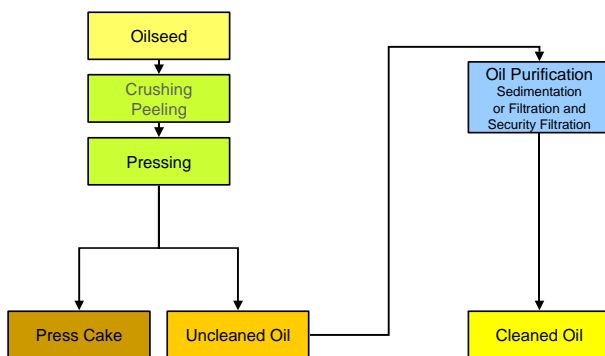 Oilseed
Crushing
Peeling
Pressing
Press Cake
Uncleaned Oil
Oil Purification
Sedimentation
or Filtration and
Security Filtration
Cleaned Oil